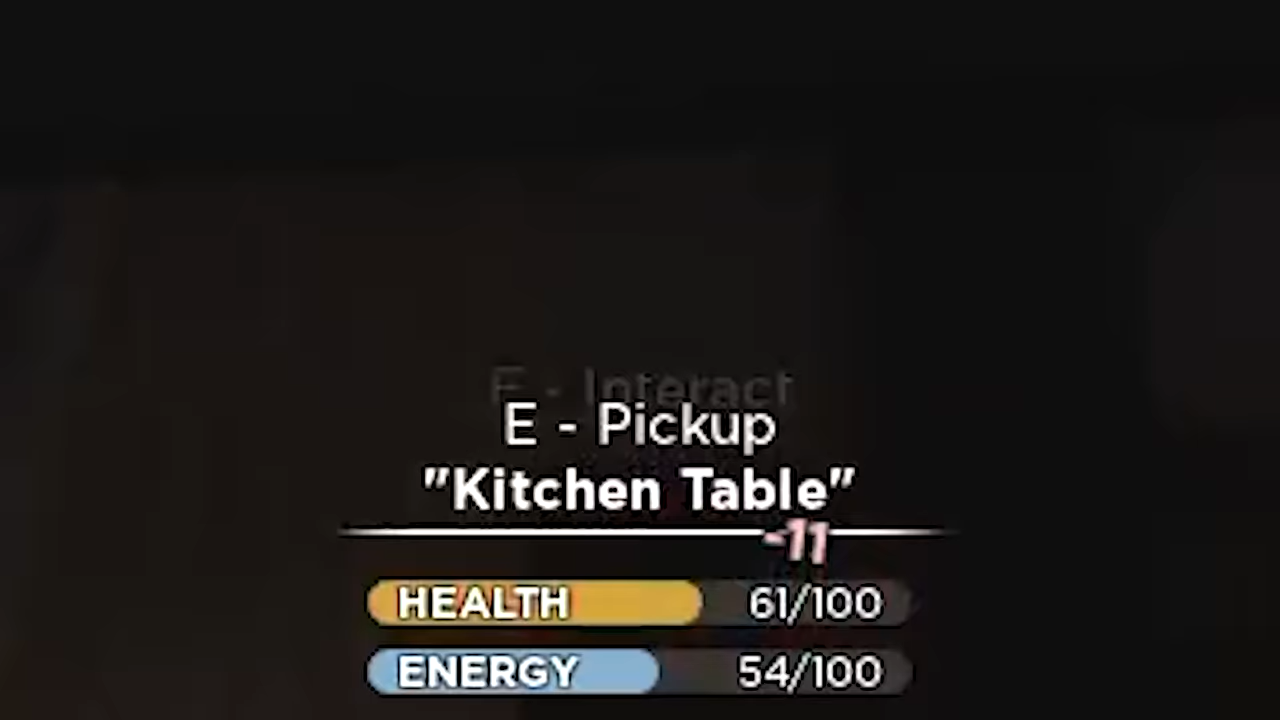 E - Interact
E - Pickup
"Kitchen Table"
-11
HEALTH 61/100
ENERGY 54/100